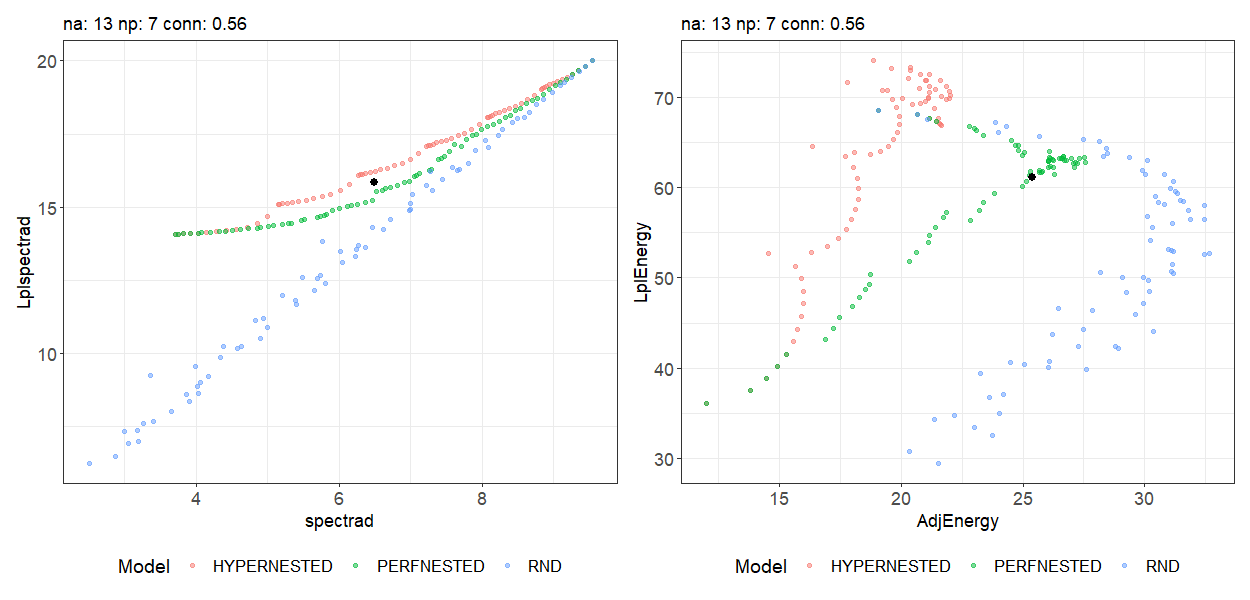 na: 13 np: 7 conn: 0.56
20
15
10
Lplspectrad
4 6 8
spectrad
Model HYPERNESTED PERFNESTED RND
na: 13 np: 7 conn: 0.56
70
60
50
40
30
LplEnergy
15 20 25 30
AdjEnergy
Model HYPERNESTED PERFNESTED RND